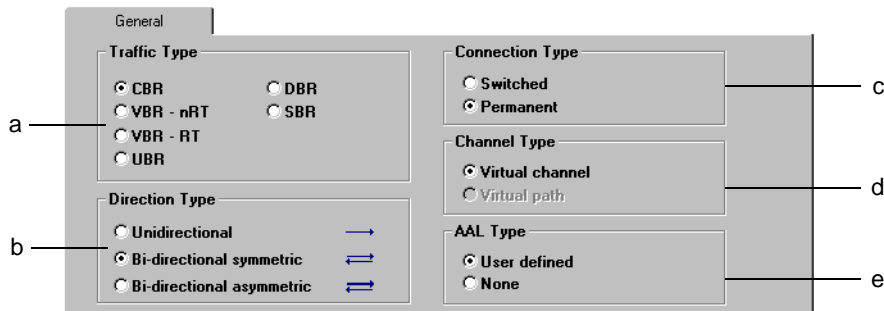 General
Traffic Type
CBR
DBR
VBR - nRT
SBR
VBR - RT
UBR
a
Direction Type
Unidirectional
Bi-directional symmetric
Bi-directional asymmetric
b
Connection Type
Switched
Permanent
c
Channel Type
Virtual channel
Virtual path
d
AAL Type
User defined
None
e